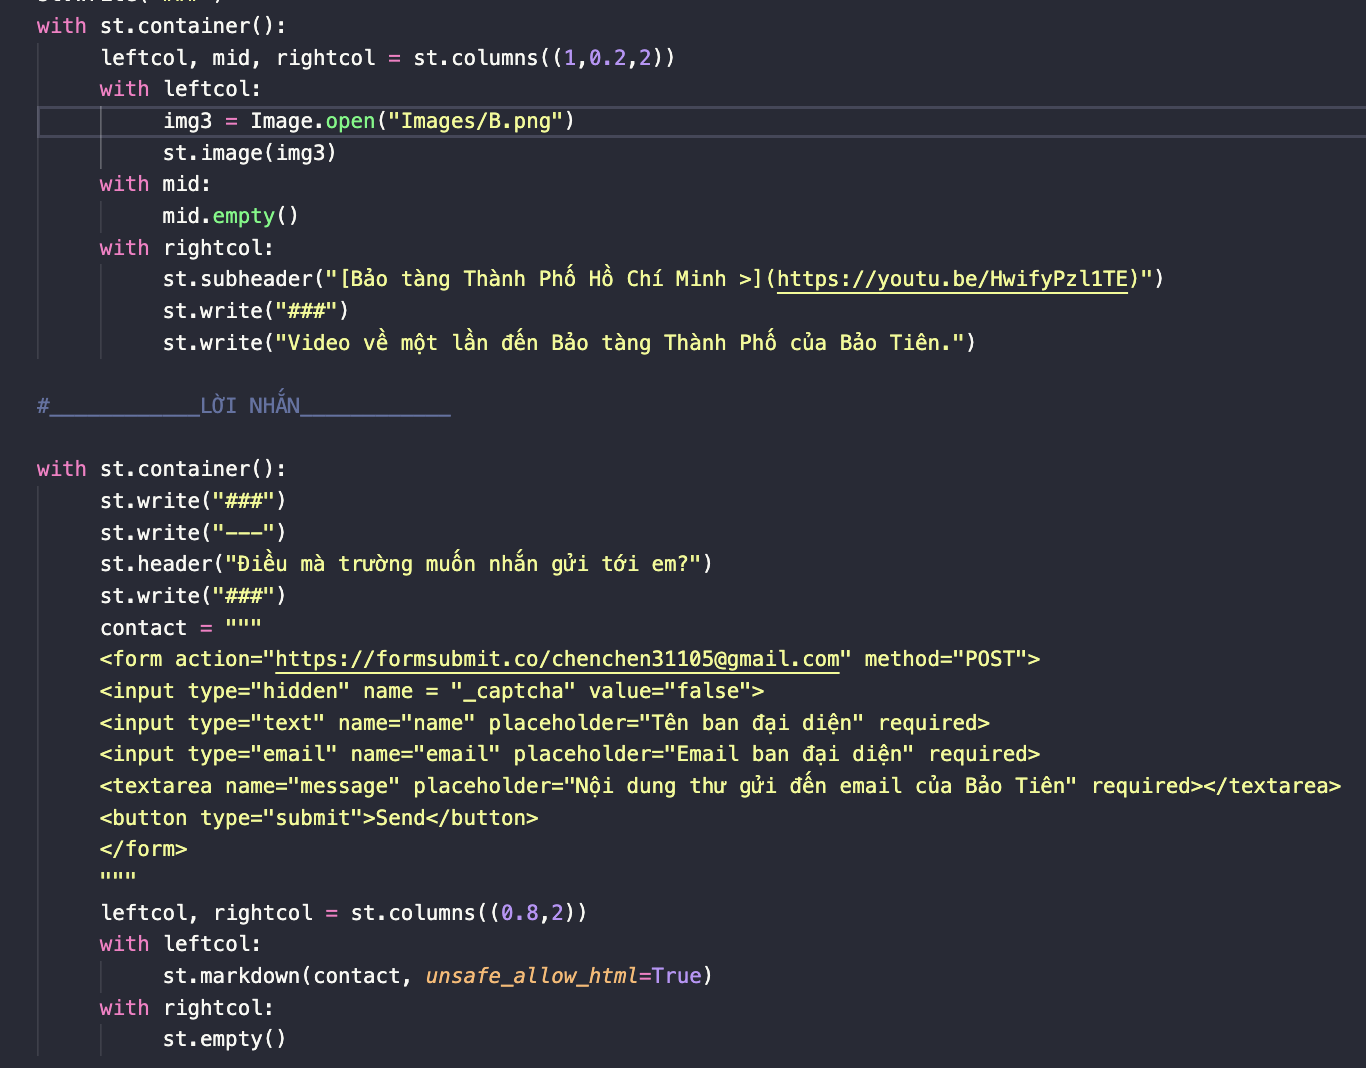 with st.container():
leftcol, mid, rightcol = st.columns((1,0.2,2))
with leftcol:
img3 = Image.open("Images/B.png")
st.image(img3)
with mid:
mid.empty()
with rightcol:
st.subheader("[Bảo tàng Thành Phố Hồ Chí Minh >](https://youtu.be/HwifyPzl1TE)")
st.write("###")
st.write("Video về một lần đến Bảo tàng Thành Phố của Bảo Tiên.")
#____________LỜI NHẮN____________
with st.container():
st.write("###")
st.write("---")
st.header("Điều mà trường muốn nhắn gửi tới em?")
st.write("###")
contact = """
<form action="https://formsubmit.co/chenchen31105@gmail.com" method="POST">
<input type="hidden" name = "_captcha" value="false">
<input type="text" name="name" placeholder="Tên ban đại diện" required>
<input type="email" name="email" placeholder="Email ban đại diện" required>
<textarea name="message" placeholder="Nội dung thư gửi đến email của Bảo Tiên" required></textarea>
<button type="submit">Send</button>
</form>
"""
leftcol, rightcol = st.columns((0.8,2))
with leftcol:
st.markdown(contact, unsafe_allow_html=True)
with rightcol:
st.empty()